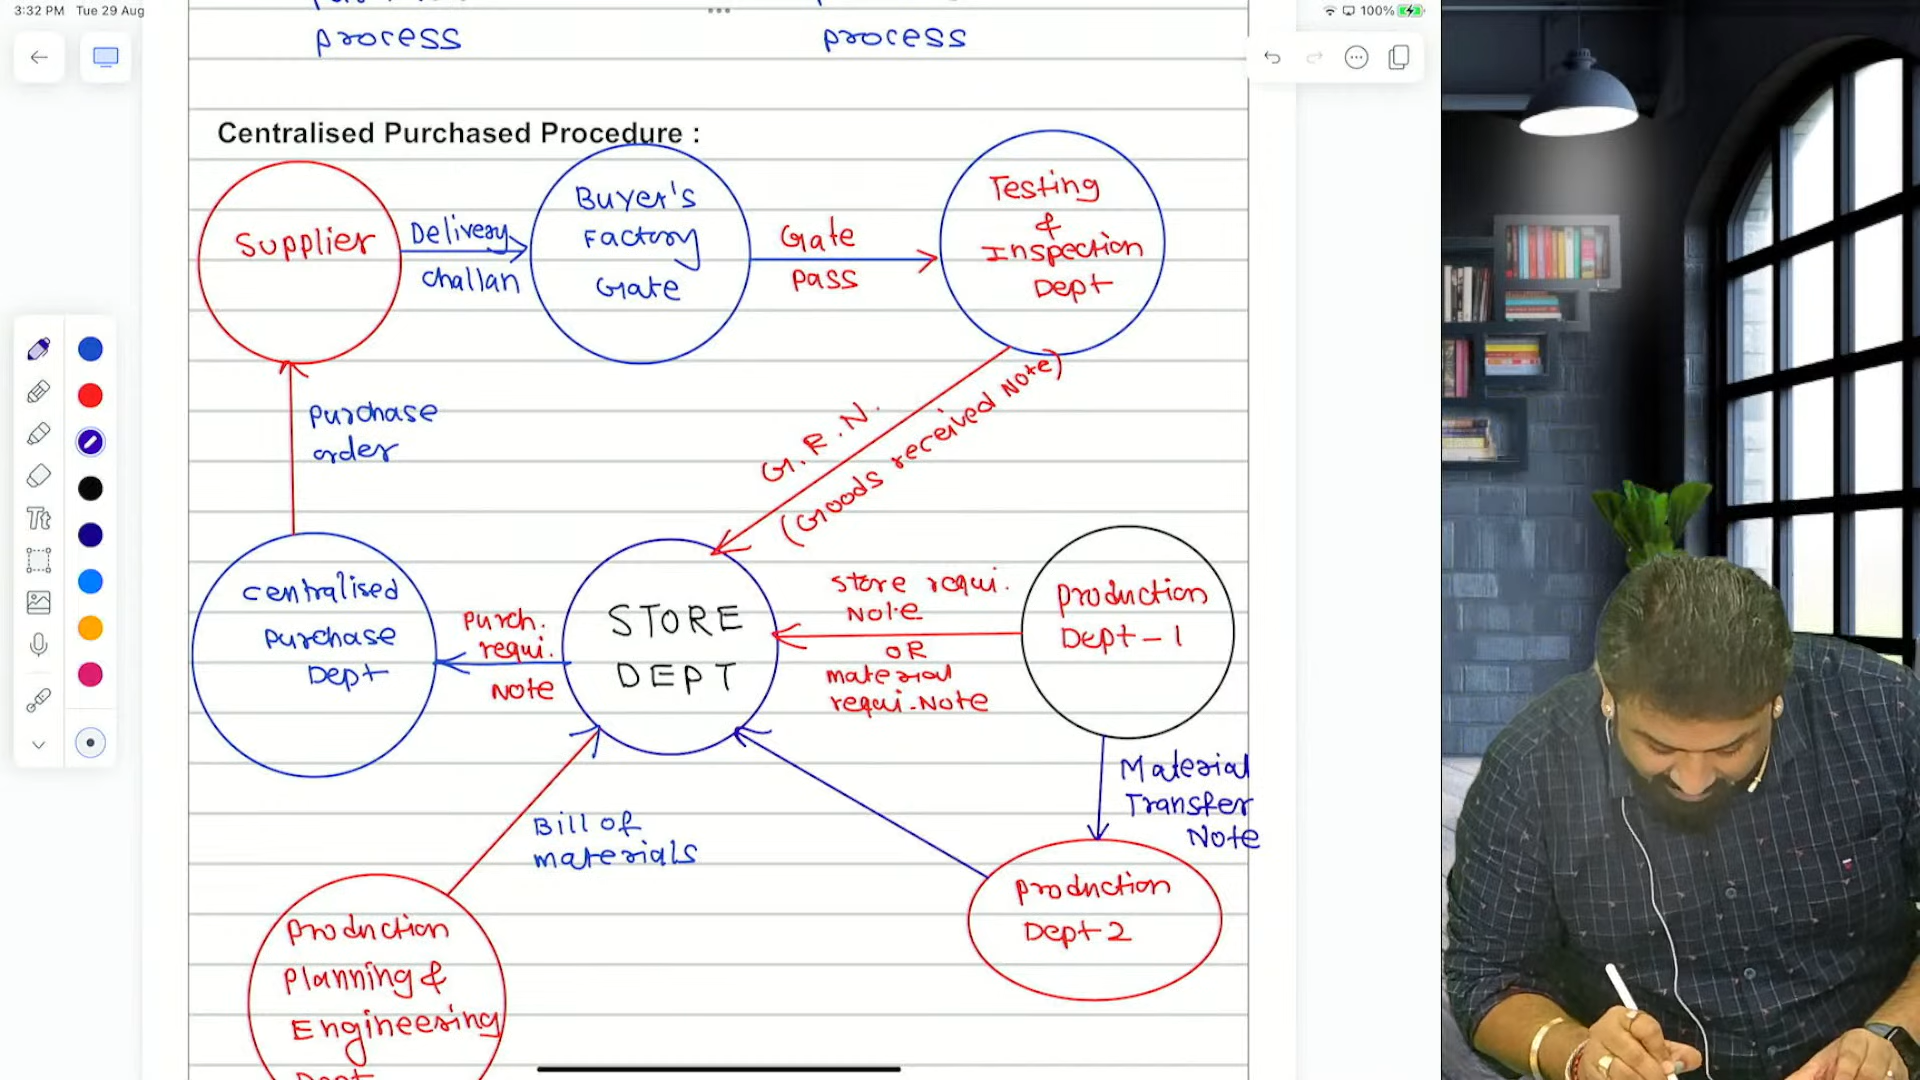 3:32 PM Tue 29 Aug
100%
process
process
Centralised Purchased Procedure :
Supplier
Delivery
challan
Buyer's
Factory
Gate
Gate
pass
Testing
&
Inspection
Dept
Purchase
order
G.R.N.
(Goods received Note)
centralised
purchase
Dept
Purch.
requi.
Note
STORE
DEPT
store requi.
Note
OR
material
requi.Note
production
Dept-1
Material
Transfer
Note
Bill of
materials
production
Dept 2
Production
planning &
Engineering
Tt